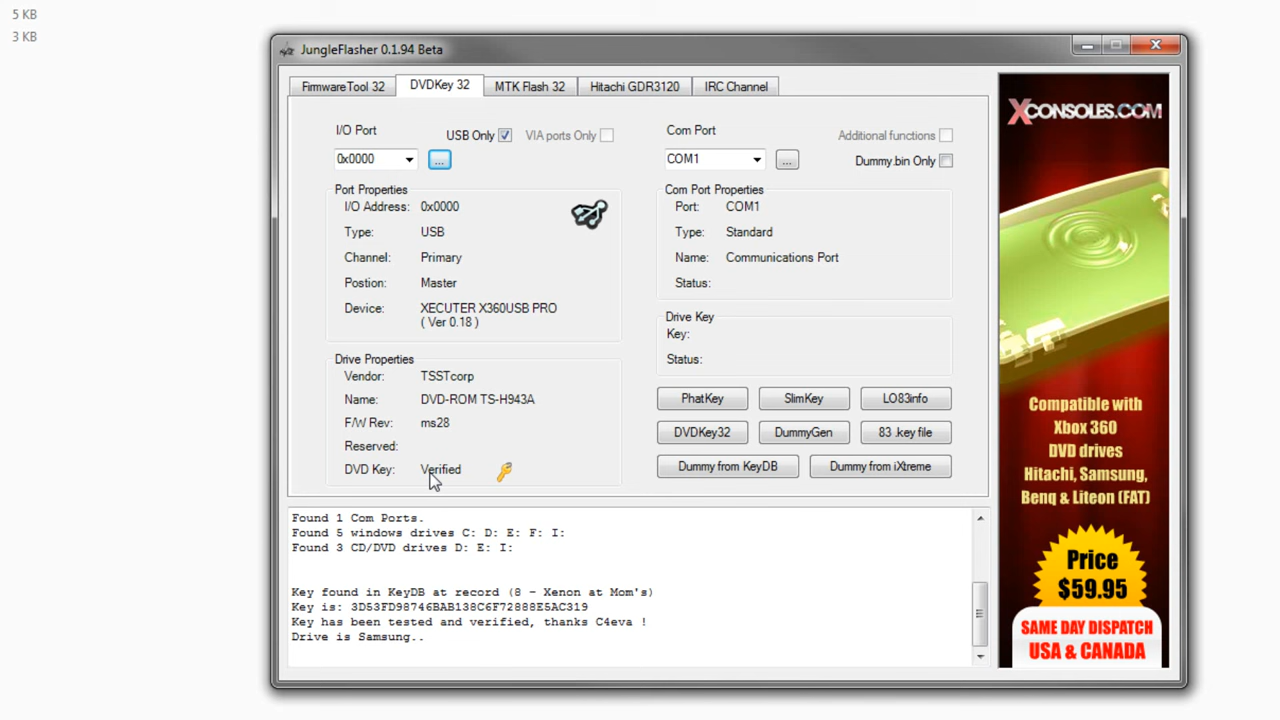 5 KB
3 KB
JungleFlasher 0.1.94 Beta
FirmwareTool 32
DVDKey 32
MTK Flash 32
Hitachi GDR3120
IRC Channel
I/O Port
USB Only
VIA ports Only
0x0000
...
Port Properties
I/O Address: 0x0000
Type: USB
Channel: Primary
Postion: Master
Device: XECUTER X360USB PRO
( Ver 0.18 )
Drive Properties
Vendor: TSSTcorp
Name: DVD-ROM TS-H943A
F/W Rev: ms28
Reserved:
DVD Key: Verified
Com Port
Additional functions
COM1
...
Dummy.bin Only
Com Port Properties
Port: COM1
Type: Standard
Name: Communications Port
Status:
Drive Key
Key:
Status:
PhatKey
SlimKey
LO83info
DVDKey32
DummyGen
83 .key file
Dummy from KeyDB
Dummy from iXtreme
Found 1 Com Ports.
Found 5 windows drives C: D: E: F: I:
Found 3 CD/DVD drives D: E: I:
Key found in KeyDB at record (8 - Xenon at Mom's)
Key is: 3D53FD98746BAB138C6F72888E5AC319
Key has been tested and verified, thanks C4eva !
Drive is Samsung..
XCONSOLES.COM
Compatible with
Xbox 360
DVD drives
Hitachi, Samsung,
Benq & Liteon (FAT)
Price
$59.95
SAME DAY DISPATCH
USA & CANADA